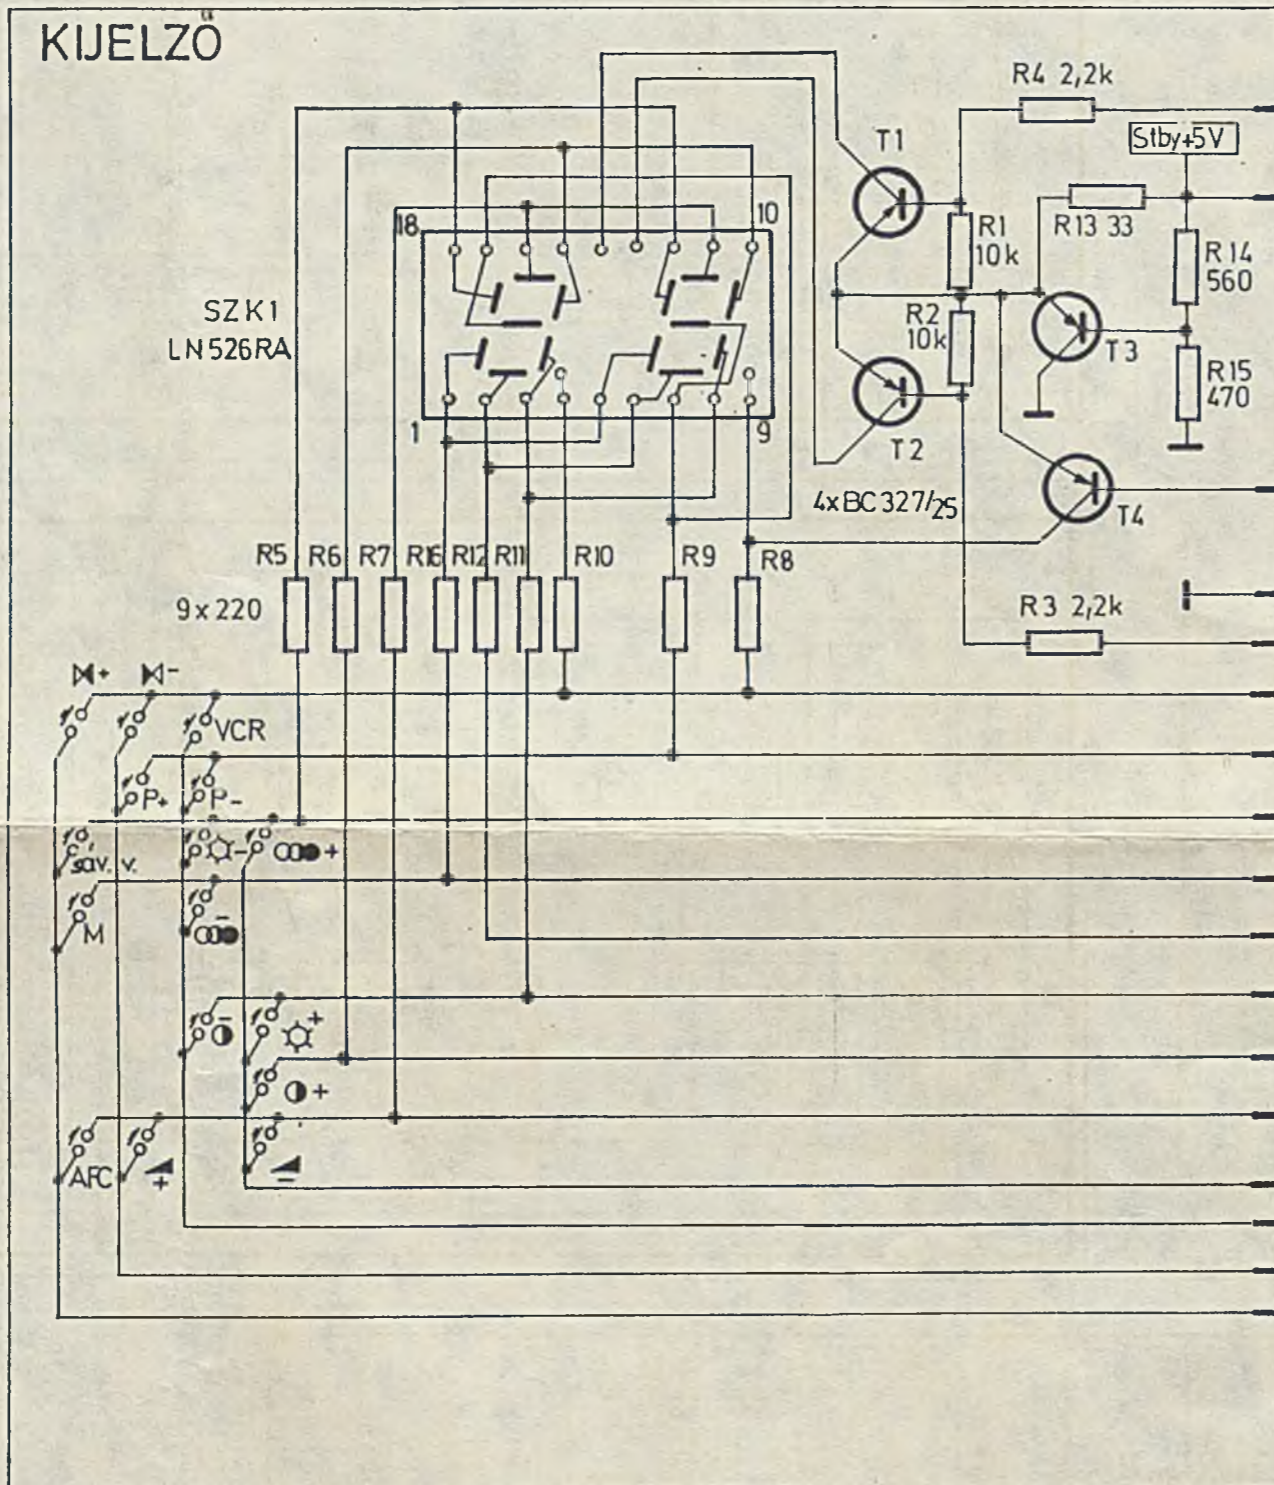 KIJELZŐ
R4 2,2k
Stby+5V
T1
R13 33
18
10
R1
10k
R14
560
SZK1
LN526RA
R2
10k
T3
R15
470
1
9
T2
4xBC327/25
T4
R5 R6 R7 R16 R12 R11 R10 R9 R8
9x220
R3 2,2k
+ -
VCR
P+ P-
sáv. v.
- +
M
-
- +
+
AFC
+ -